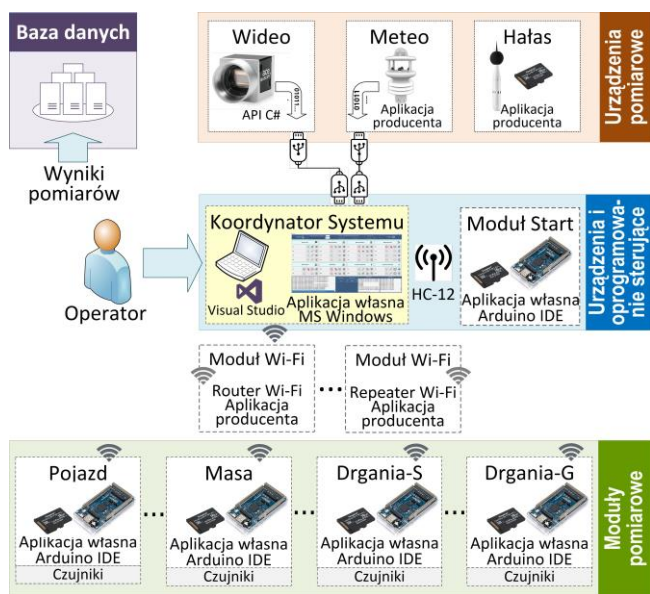 Baza danych
Wyniki
pomiarów
Operator
Wideo
01011
API C#
Meteo
01011
Aplikacja
producenta
Hałas
Aplikacja
producenta
Urządzenia
pomiarowe
Koordynator Systemu
Visual Studio
Aplikacja własna
MS Windows
HC-12
Moduł Start
Aplikacja własna
Arduino IDE
Urządzenia i
oprogramowa-
nie sterujące
Moduł Wi-Fi
Router Wi-Fi
Aplikacja
producenta
...
Moduł Wi-Fi
Repeater Wi-Fi
Aplikacja
producenta
Pojazd
Aplikacja własna
Arduino IDE
Czujniki
...
Masa
Aplikacja własna
Arduino IDE
Czujniki
...
Drgania-S
Aplikacja własna
Arduino IDE
Czujniki
...
Drgania-G
Aplikacja własna
Arduino IDE
Czujniki
Moduły
pomiarowe